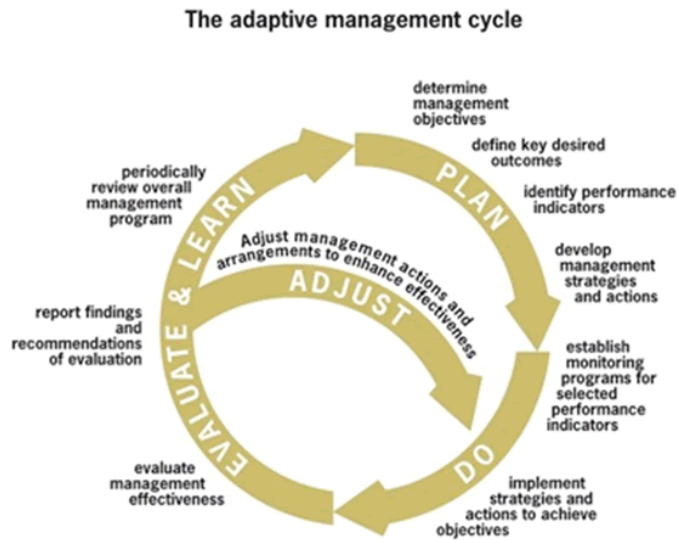 The adaptive management cycle
determine
management
objectives
define key desired
outcomes
identify performance
indicators
develop
management
strategies
and actions
PLAN
establish
monitoring
programs for
selected
performance
indicators
implement
strategies and
actions to achieve
objectives
DO
evaluate
management
effectiveness
report findings
and
recommendations
of evaluation
periodically
review overall
management
program
EVALUATE & LEARN
Adjust management actions and
arrangements to enhance effectiveness
ADJUST